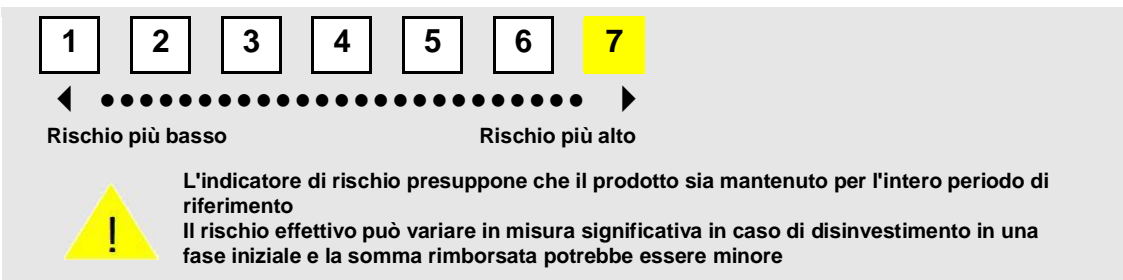 1 2 3 4 5 6 7
Rischio più basso Rischio più alto
L'indicatore di rischio presuppone che il prodotto sia mantenuto per l'intero periodo di
riferimento
Il rischio effettivo può variare in misura significativa in caso di disinvestimento in una
fase iniziale e la somma rimborsata potrebbe essere minore
!